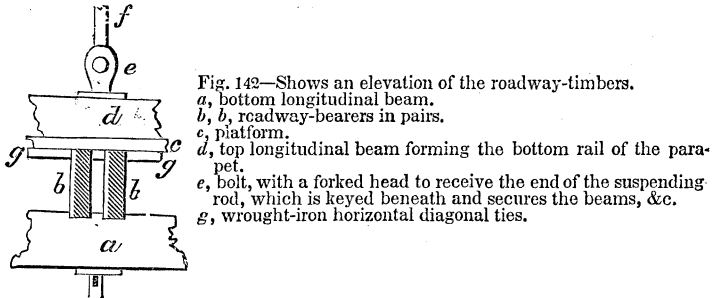 f
e
d
g
c
g
b
b
a
Fig. 142—Shows an elevation of the roadway-timbers.
a, bottom longitudinal beam.
b, b, roadway-bearers in pairs.
c, platform.
d, top longitudinal beam forming the bottom rail of the para-
pet.
e, bolt, with a forked head to receive the end of the suspending
rod, which is keyed beneath and secures the beams, &c.
g, wrought-iron horizontal diagonal ties.